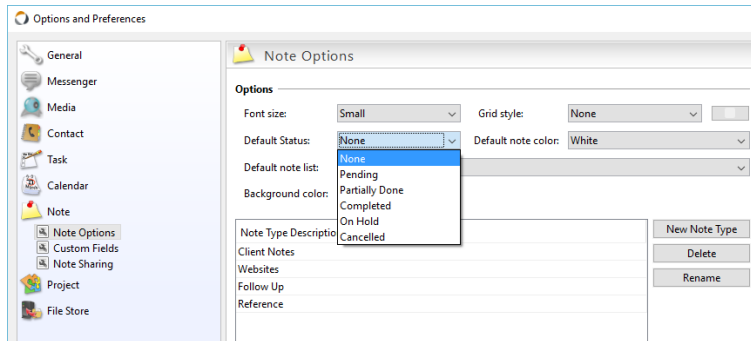 Options and Preferences
General
Messenger
Media
Contact
Task
Calendar
Note
Note Options
Custom Fields
Note Sharing
Project
File Store
Note Options
Options
Font size: Small Grid style: None
Default Status: None Default note color: White
Default note list:
Background color:
None
Pending
Partially Done
Completed
On Hold
Cancelled
Note Type Descriptio
Client Notes
Websites
Follow Up
Reference
New Note Type
Delete
Rename